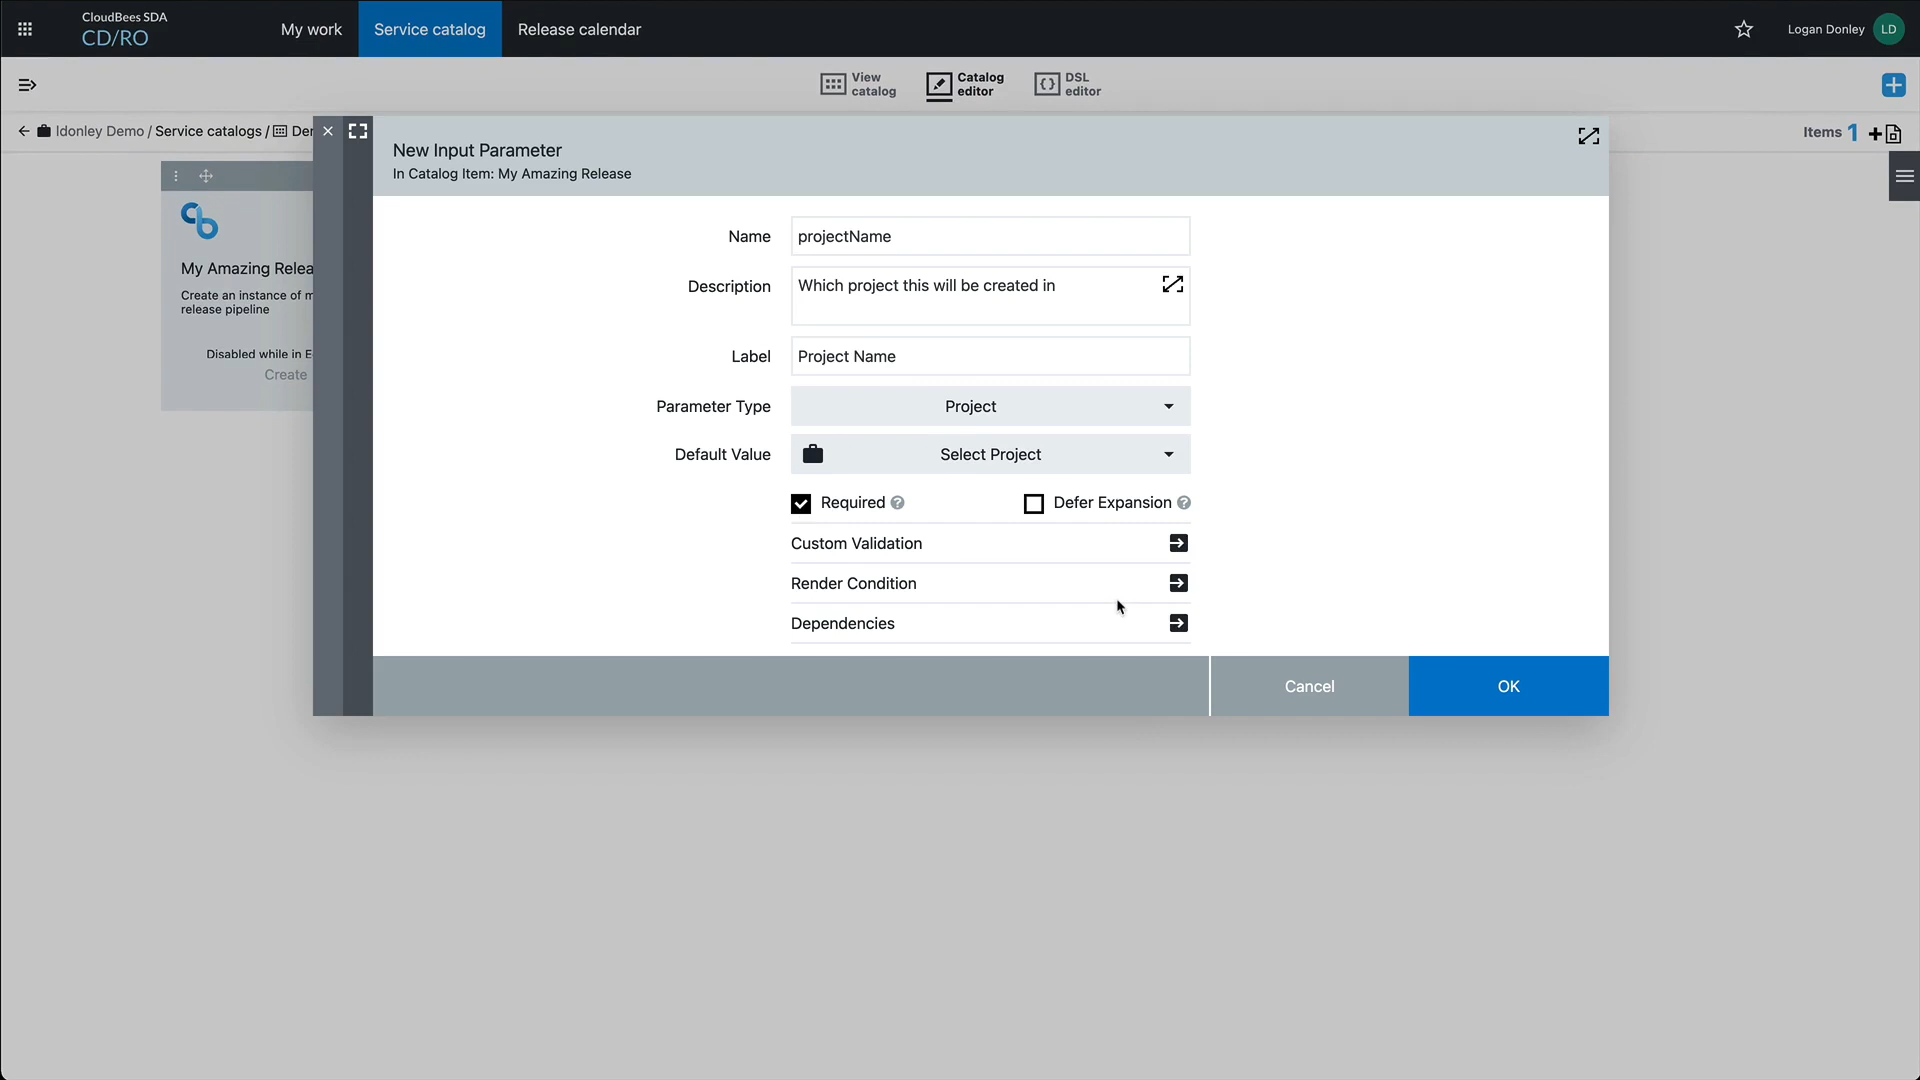 CloudBees SDA
CD/RO
My work
Service catalog
Release calendar
Logan Donley
LD
View catalog
Catalog editor
DSL editor
ldonley Demo / Service catalogs /
Items 1
New Input Parameter
In Catalog Item: My Amazing Release
My Amazing
Create an instance of
release pipeline
Disabled while in
Create
Name
projectName
Description
Which project this will be created in
Label
Project Name
Parameter Type
Project
Default Value
Select Project
Required
Defer Expansion
Custom Validation
Render Condition
Dependencies
Cancel
OK